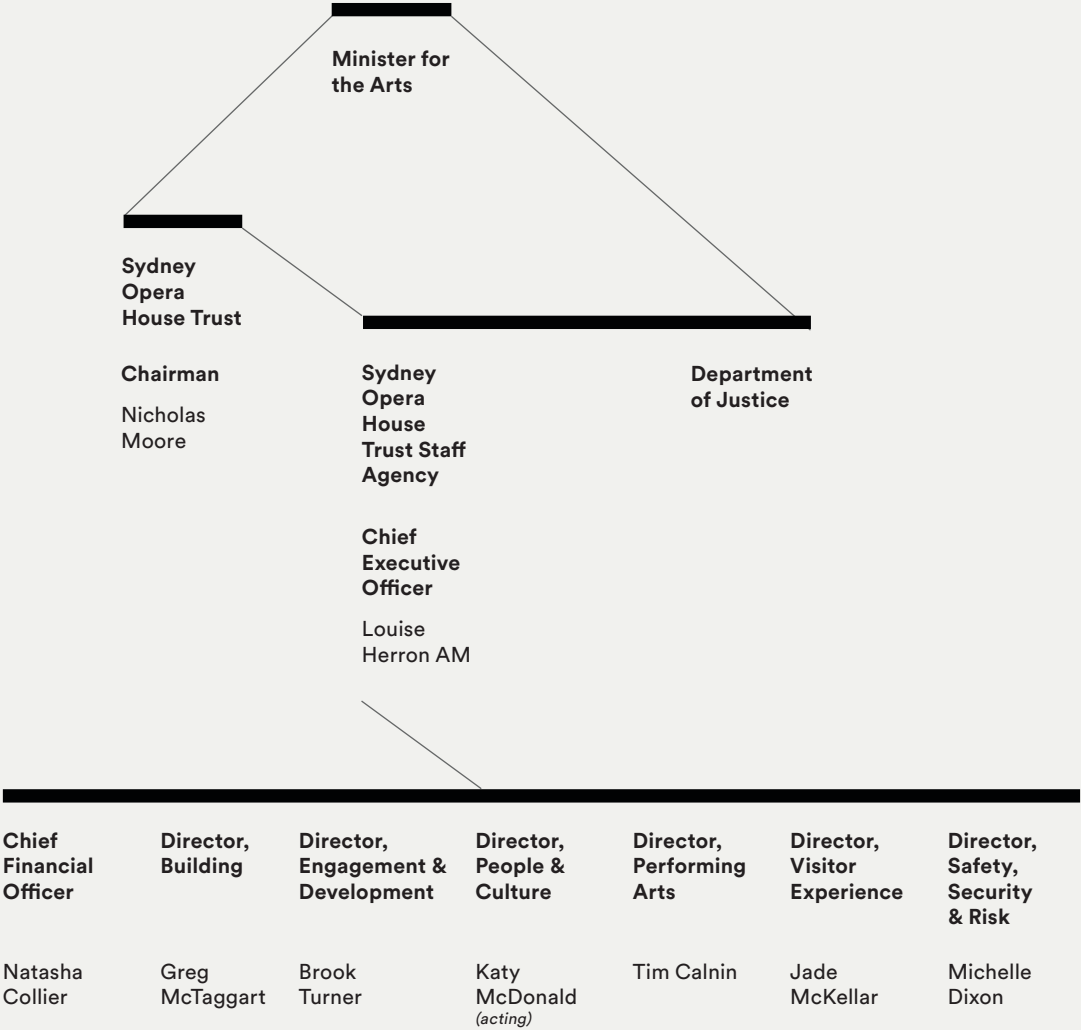 Minister for
the Arts
Sydney
Opera
House Trust
Chairman
Nicholas
Moore
Sydney
Opera
House
Trust Staff
Agency
Chief
Executive
Officer
Louise
Herron AM
Department
of Justice
Chief
Financial
Officer
Natasha
Collier
Director,
Building
Greg
McTaggart
Director,
Engagement &
Development
Brook
Turner
Director,
People &
Culture
Katy
McDonald
(acting)
Director,
Performing
Arts
Tim Calnin
Director,
Visitor
Experience
Jade
McKellar
Director,
Safety,
Security
& Risk
Michelle
Dixon